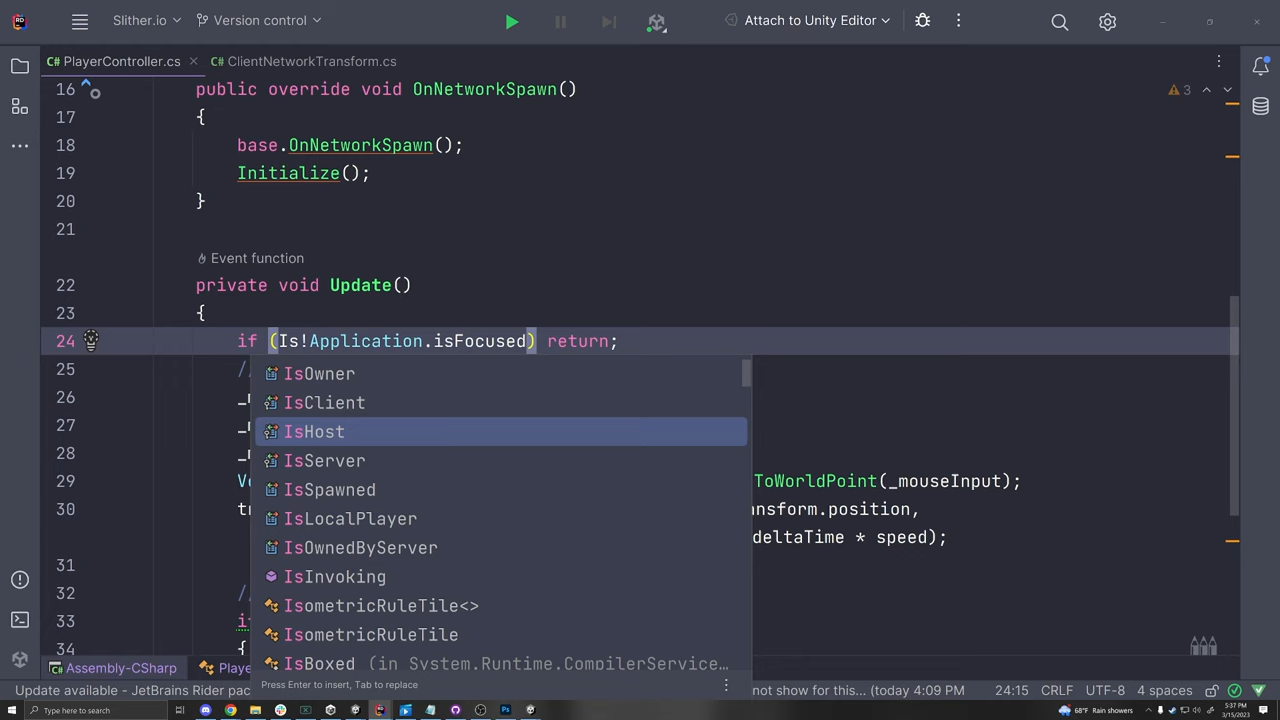 Slither.io
Version control
Attach to Unity Editor
PlayerController.cs
ClientNetworkTransform.cs
16 public override void OnNetworkSpawn()
3
17 {
18 base.OnNetworkSpawn();
19 Initialize();
20 }
21
Event function
22 private void Update()
23 {
24 if (Is!Application.isFocused) return;
25 /
26 _
27 _
28 _
29 ToWorldPoint(_mouseInput);
30 tr ansform.position,
deltaTime * speed);
31
32 /
33 i
34 {
IsOwner
IsClient
IsHost
IsServer
IsSpawned
IsLocalPlayer
IsOwnedByServer
IsInvoking
IsometricRuleTile<>
IsometricRuleTile
IsBoxed (in System.Runtime.CompilerService…
Press Enter to insert, Tab to replace
Assembly-CSharp
Playe
Update available - JetBrains Rider pac
not show for this... (today 4:09 PM)
24:15
CRLF
UTF-8
4 spaces
Type here to search
68°F Rain showers
5:37 PM
3/15/2023